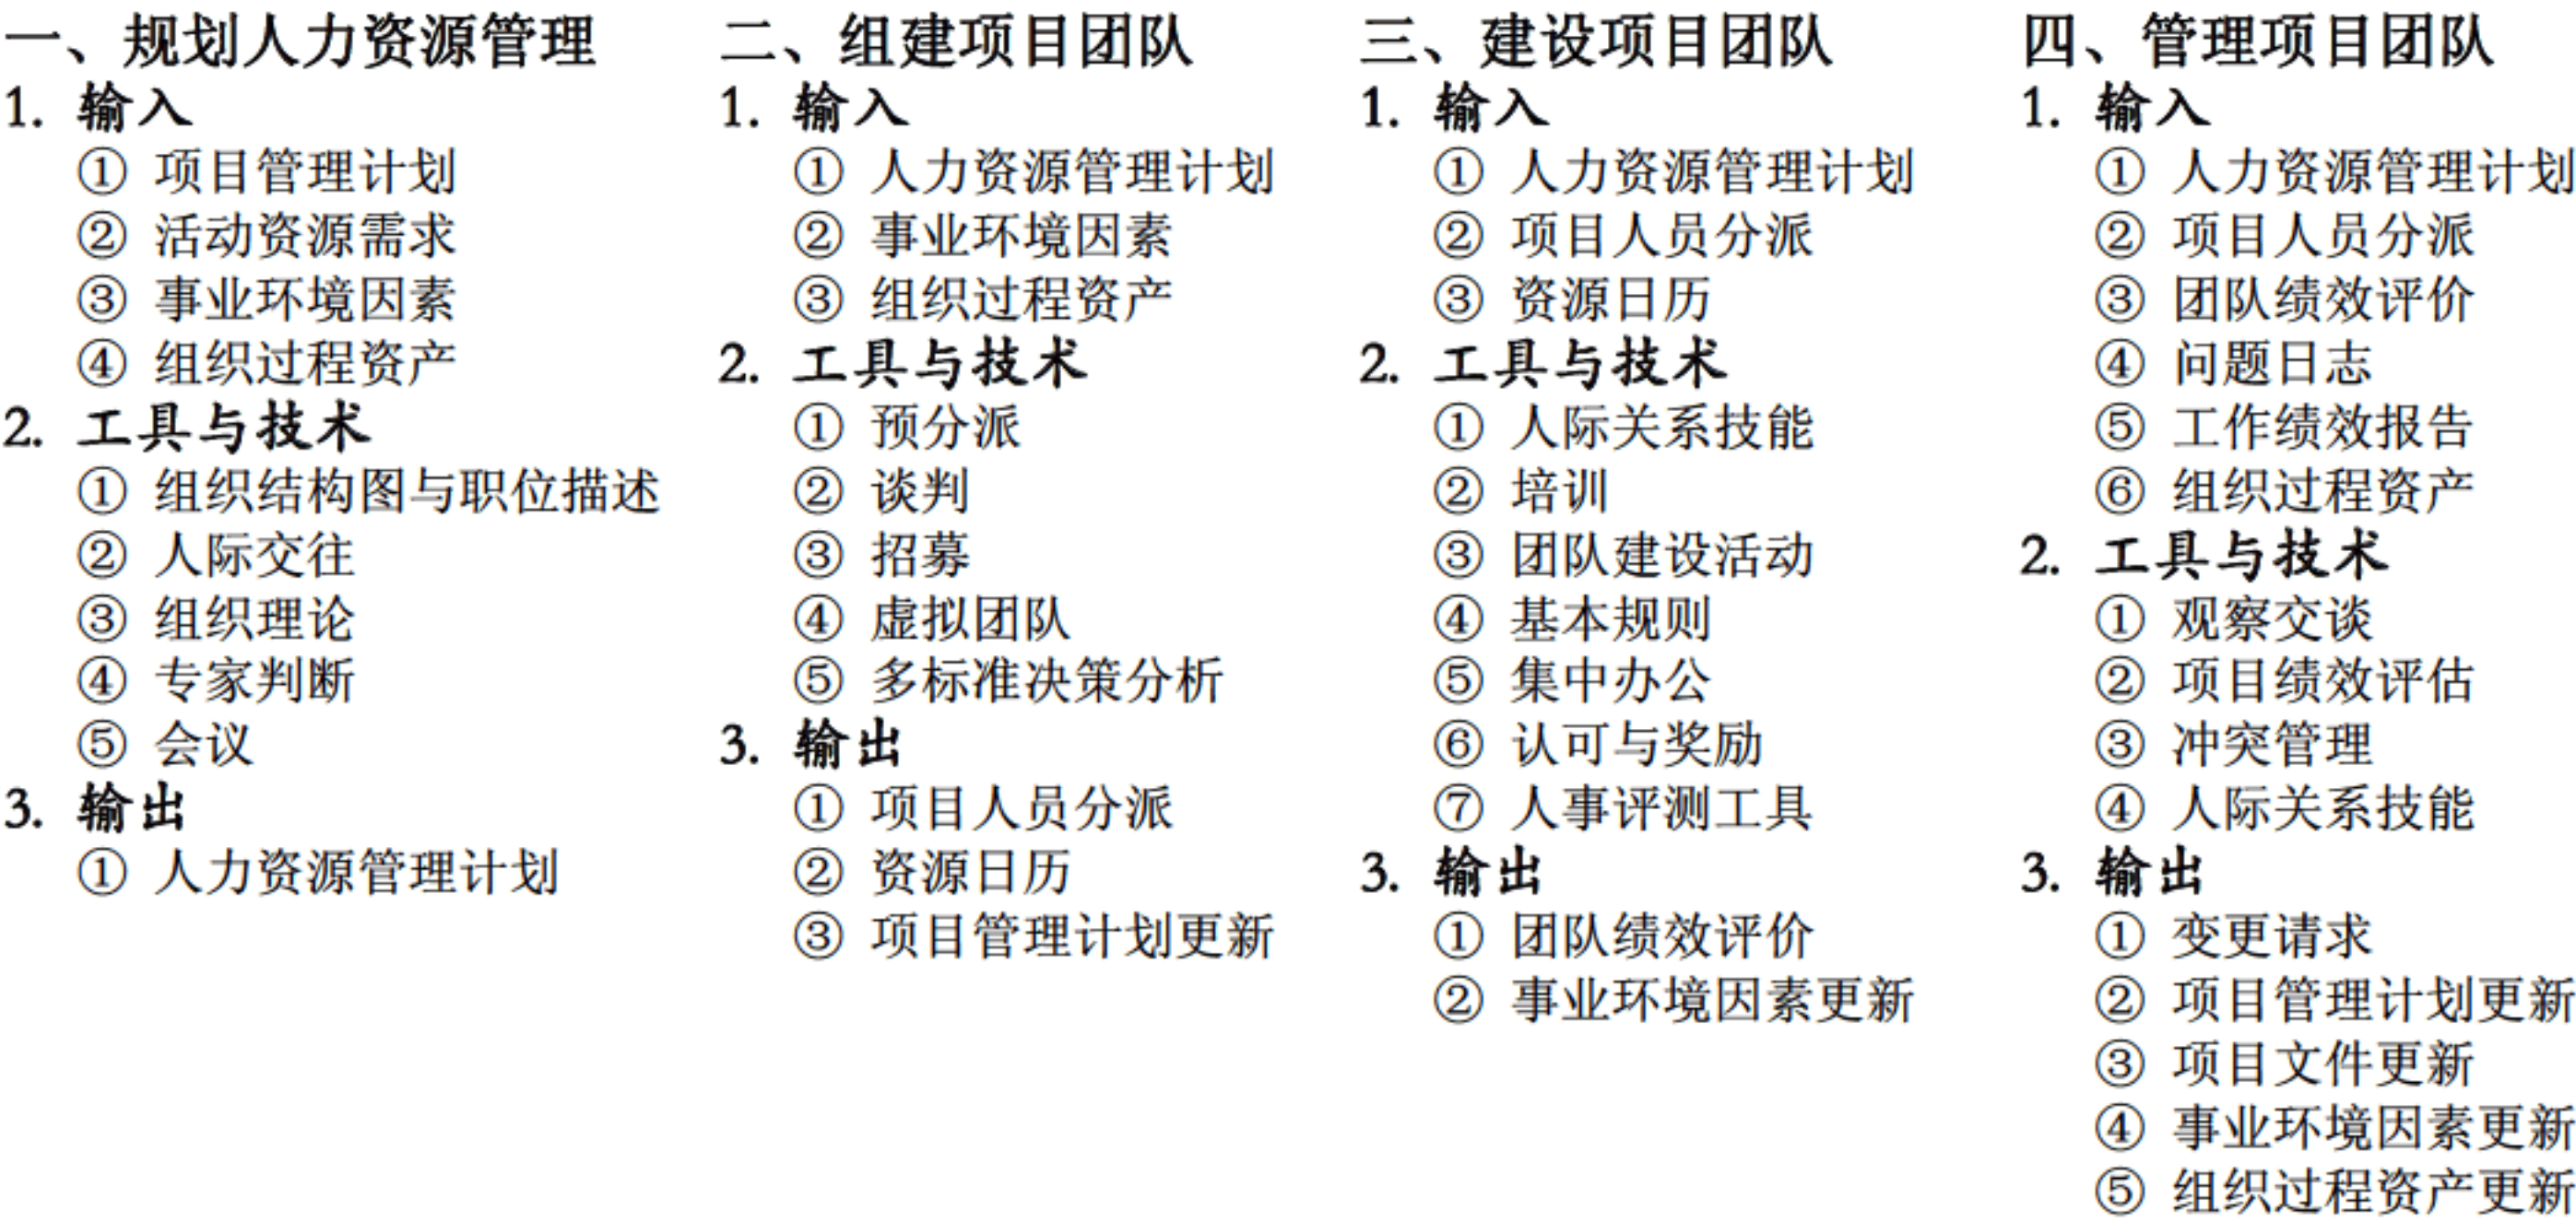 一、规划人力资源管理
1. 输入
① 项目管理计划
② 活动资源需求
③ 事业环境因素
④ 组织过程资产
2. 工具与技术
① 组织结构图与职位描述
② 人际交往
③ 组织理论
④ 专家判断
⑤ 会议
3. 输出
① 人力资源管理计划
二、组建项目团队
1. 输入
① 人力资源管理计划
② 事业环境因素
③ 组织过程资产
2. 工具与技术
① 预分派
② 谈判
③ 招募
④ 虚拟团队
⑤ 多标准决策分析
3. 输出
① 项目人员分派
② 资源日历
③ 项目管理计划更新
三、建设项目团队
1. 输入
① 人力资源管理计划
② 项目人员分派
③ 资源日历
2. 工具与技术
① 人际关系技能
② 培训
③ 团队建设活动
④ 基本规则
⑤ 集中办公
⑥ 认可与奖励
⑦ 人事评测工具
3. 输出
① 团队绩效评价
② 事业环境因素更新
四、管理项目团队
1. 输入
① 人力资源管理计划
② 项目人员分派
③ 团队绩效评价
④ 问题日志
⑤ 工作绩效报告
⑥ 组织过程资产
2. 工具与技术
① 观察交谈
② 项目绩效评估
③ 冲突管理
④ 人际关系技能
3. 输出
① 变更请求
② 项目管理计划更新
③ 项目文件更新
④ 事业环境因素更新
⑤ 组织过程资产更新